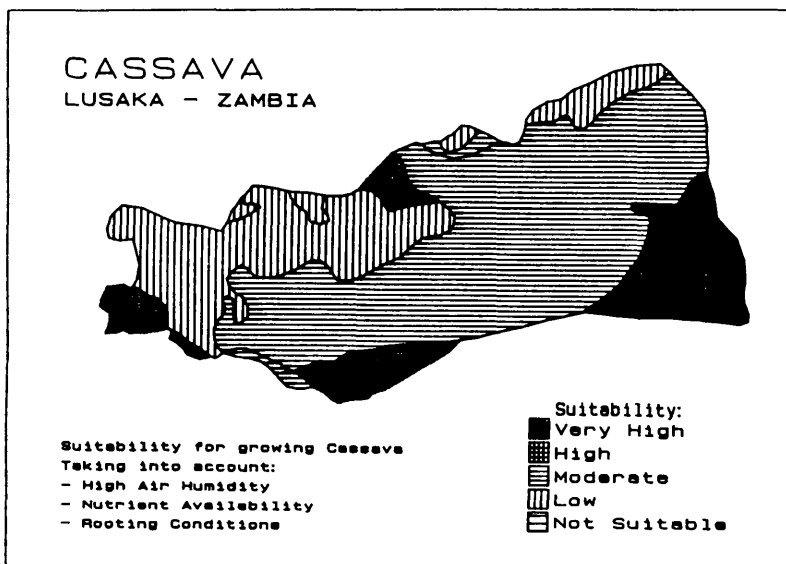 CASSAVA
LUSAKA - ZAMBIA
Suitability for growing Cassava
Taking into account:
- High Air Humidity
- Nutrient Availability
- Rooting Conditions
Suitability:
Very High
High
Moderate
Low
Not Suitable